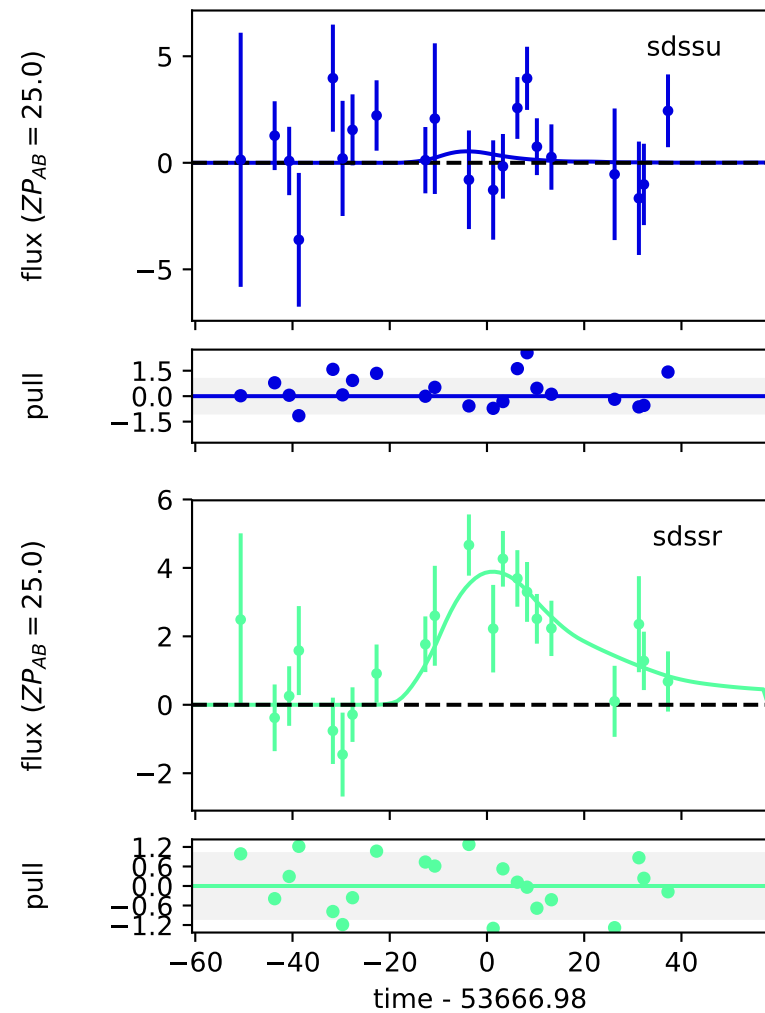 sdssu
flux (ZP_AB = 25.0)
5
0
−5
pull
1.5
0.0
−1.5
sdssr
flux (ZP_AB = 25.0)
6
4
2
0
−2
pull
1.2
0.6
0.0
−0.6
−1.2
−60 −40 −20 0 20 40
time - 53666.98